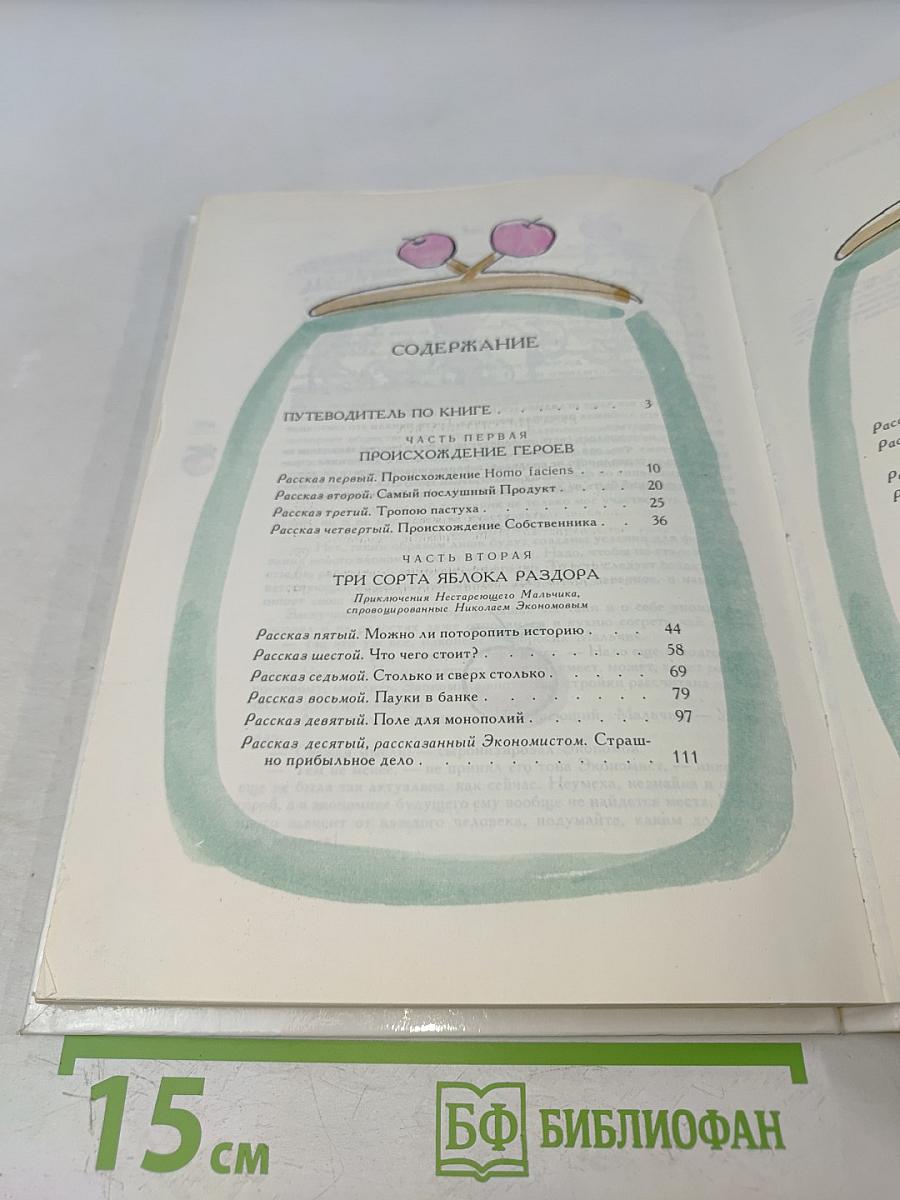 СОДЕРЖАНИЕ
ПУТЕВОДИТЕЛЬ ПО КНИГЕ . . . . . . . 3
ЧАСТЬ ПЕРВАЯ
ПРОИСХОЖДЕНИЕ ГЕРОЕВ
Рассказ первый. Происхождение Homo faciens . . . 10
Рассказ второй. Самый послушный Продукт . . . . 20
Рассказ третий. Тропою пастуха . . . . . . . . 25
Рассказ четвертый. Происхождение Собственника . . 36
ЧАСТЬ ВТОРАЯ
ТРИ СОРТА ЯБЛОКА РАЗДОРА
Приключения Нестареющего Мальчика,
спровоцированные Николаем Экономовым
Рассказ пятый. Можно ли поторопить историю . . . 44
Рассказ шестой. Что чего стоит? . . . . . . . . 58
Рассказ седьмой. Столько и сверх столько . . . . . 69
Рассказ восьмой. Пауки в банке . . . . . . . . 79
Рассказ девятый. Поле для монополий . . . . . . 97
Рассказ десятый, рассказанный Экономистом. Страш-
но прибыльное дело . . . . . . . . . . . 111
15 см
БФ БИБЛИОФАН